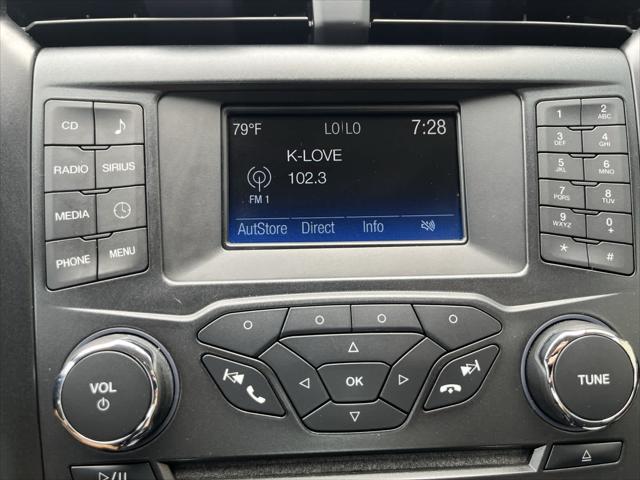 79°F LO LO 7:28
K-LOVE
102.3
FM 1
AutStore Direct Info
CD
RADIO SIRIUS
MEDIA
PHONE MENU
1 2 ABC
3 DEF 4 GHI
5 JKL 6 MNO
7 PQRS 8 TUV
9 WXYZ 0 +
* #
VOL
OK
TUNE